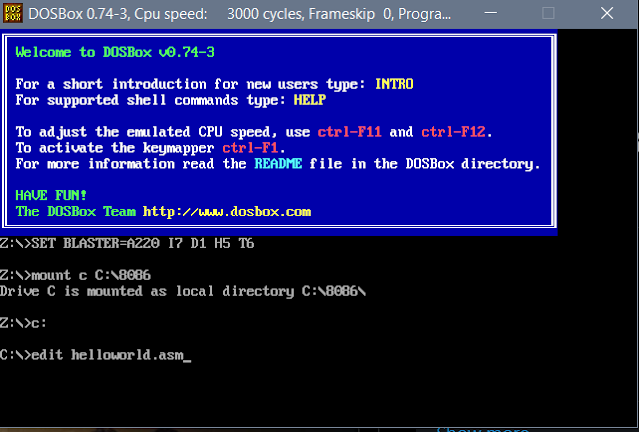 DOSBox 0.74-3, Cpu speed: 3000 cycles, Frameskip 0, Progra...
Welcome to DOSBox v0.74-3
For a short introduction for new users type: INTRO
For supported shell commands type: HELP
To adjust the emulated CPU speed, use ctrl-F11 and ctrl-F12.
To activate the keymapper ctrl-F1.
For more information read the README file in the DOSBox directory.
HAVE FUN!
The DOSBox Team http://www.dosbox.com
Z:\>SET BLASTER=A220 I7 D1 H5 T6
Z:\>mount c C:\8086
Drive C is mounted as local directory C:\8086\
Z:\>c:
C:\>edit helloworld.asm_
Show more